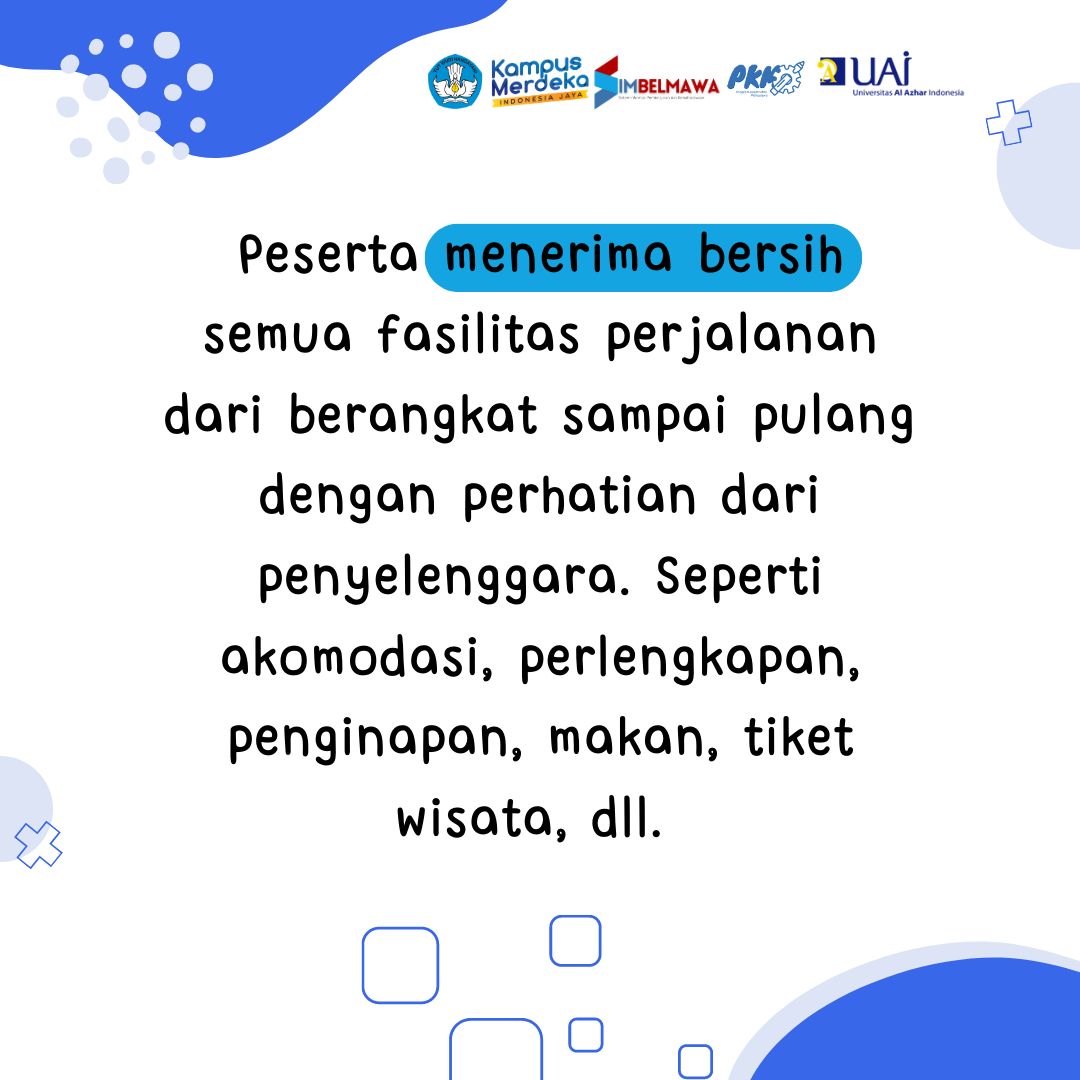 Kampus
Merdeka
INDONESIA JAYA
SIMBELMAWA
PKK
UAI
Universitas Al Azhar Indonesia
Peserta menerima bersih
semua fasilitas perjalanan
dari berangkat sampai pulang
dengan perhatian dari
penyelenggara. Seperti
akomodasi, perlengkapan,
penginapan, makan, tiket
wisata, dll.